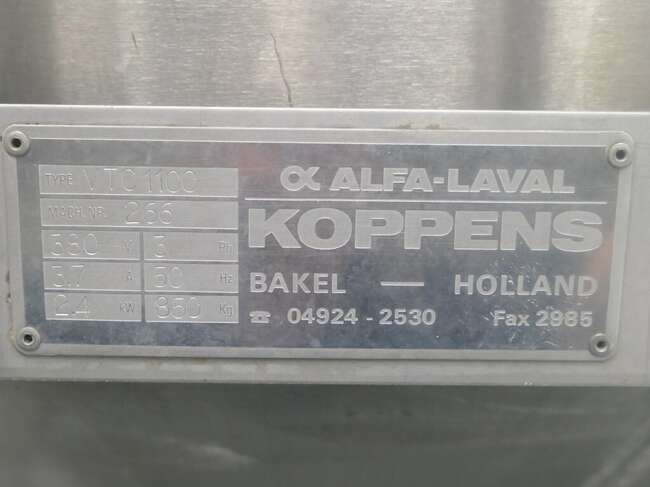 TYPE VTC 1100
MACH. NR. 266
380 V 3 Ph
3,7 A 50 Hz
2.4 KW 850 Kg
α ALFA-LAVAL
KOPPENS
BAKEL — HOLLAND
☎ 04924 - 2530 Fax 2985